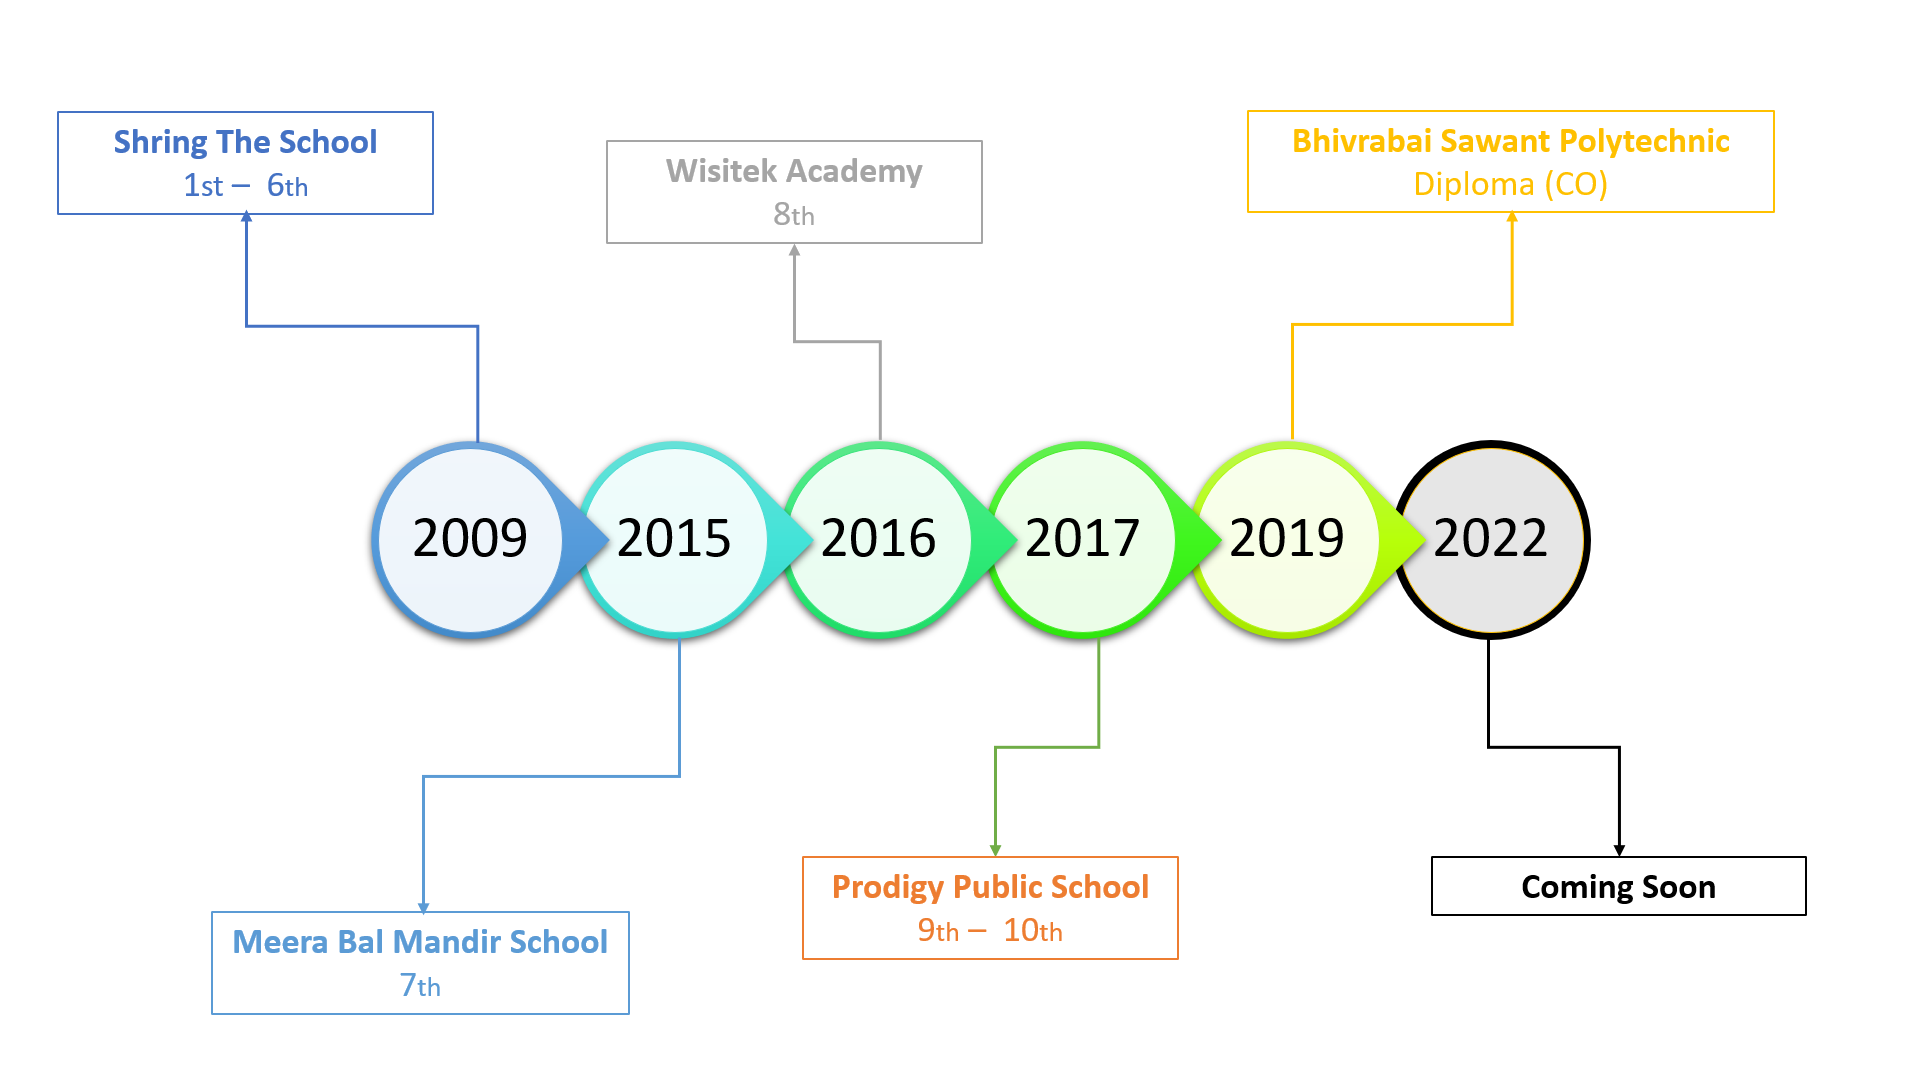 Shring The School
1st – 6th
Wisitek Academy
8th
Bhivrabai Sawant Polytechnic
Diploma (CO)
2009
2015
2016
2017
2019
2022
Meera Bal Mandir School
7th
Prodigy Public School
9th – 10th
Coming Soon